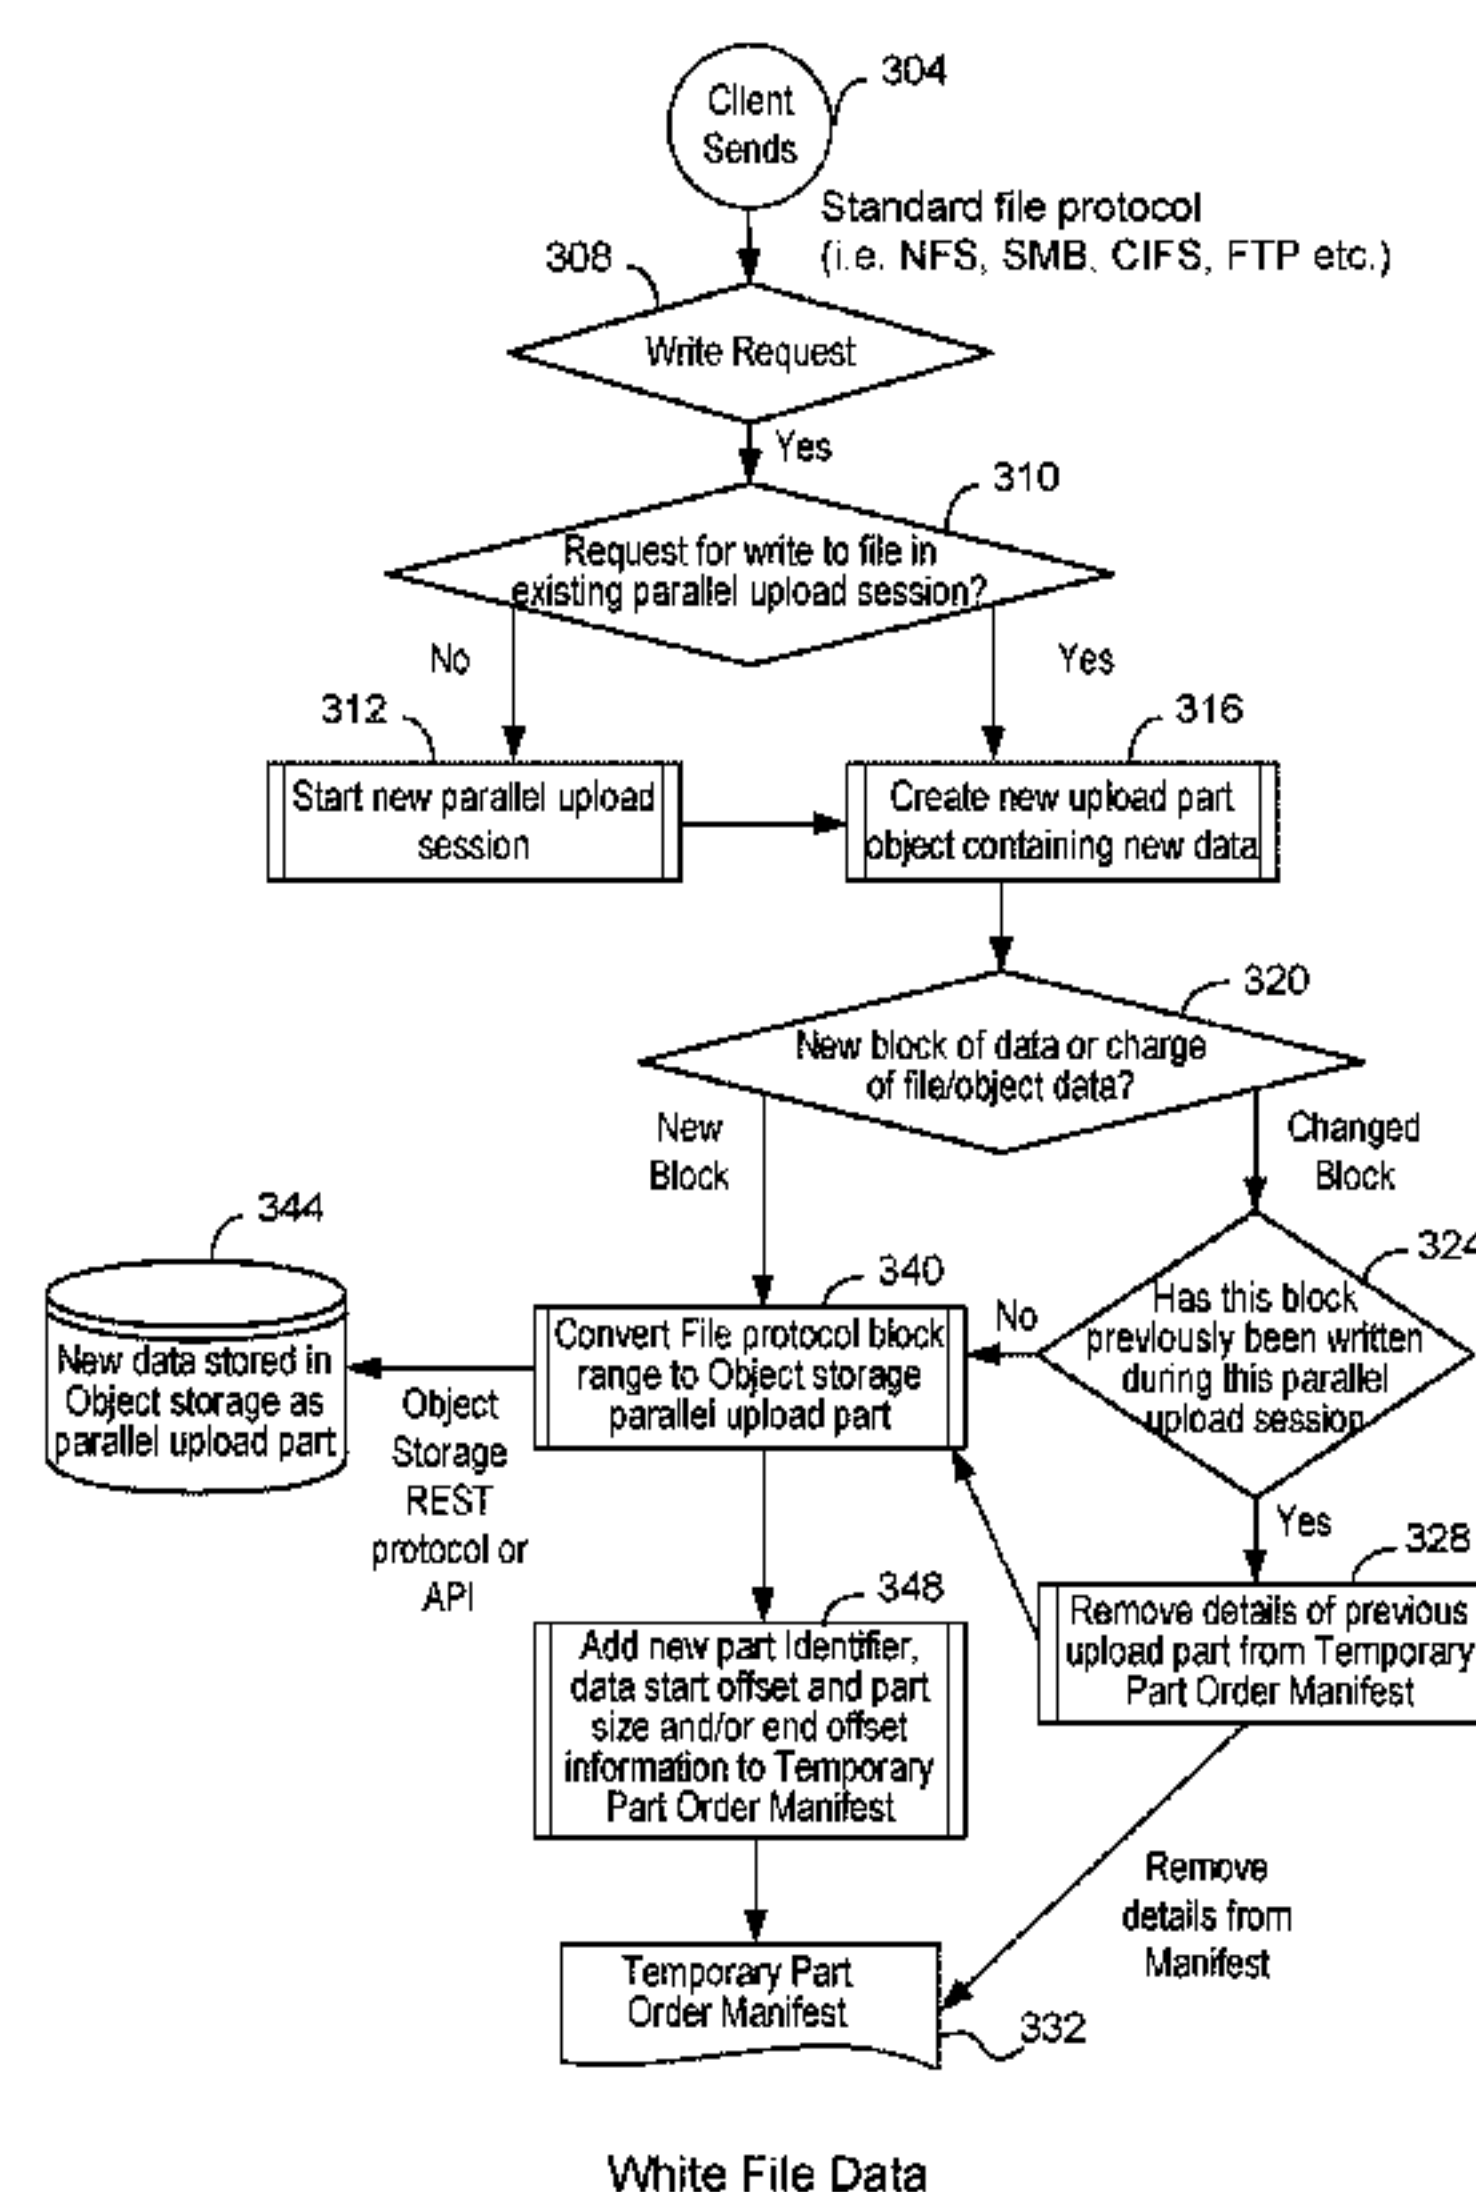 304
Client
Sends
Standard file protocol
(i.e. NFS, SMB, CIFS, FTP etc.)
308
Write Request
Yes
310
Request for write to file in
existing parallel upload session?
No
Yes
312
316
Start new parallel upload
session
Create new upload part
object containing new data
320
New block of data or charge
of file/object data?
New
Block
Changed
Block
344
324
340
Has this block
previously been written
during this parallel
upload session
No
Convert File protocol block
range to Object storage
parallel upload part
New data stored in
Object storage as
parallel upload part
Object
Storage
REST
protocol or
API
Yes
328
Remove details of previous
upload part from Temporary
Part Order Manifest
348
Add new part Identifier,
data start offset and part
size and/or end offset
information to Temporary
Part Order Manifest
Remove
details from
Manifest
Temporary Part
Order Manifest
332
White File Data